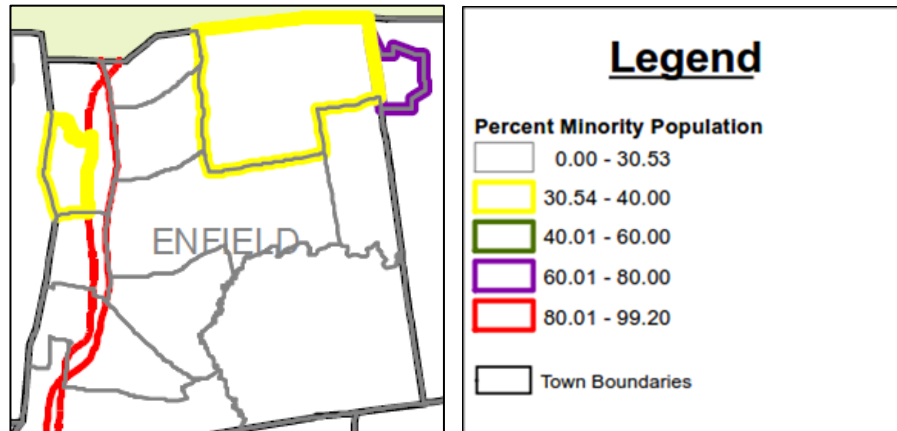 ENFIELD
Legend
Percent Minority Population
0.00 - 30.53
30.54 - 40.00
40.01 - 60.00
60.01 - 80.00
80.01 - 99.20
Town Boundaries